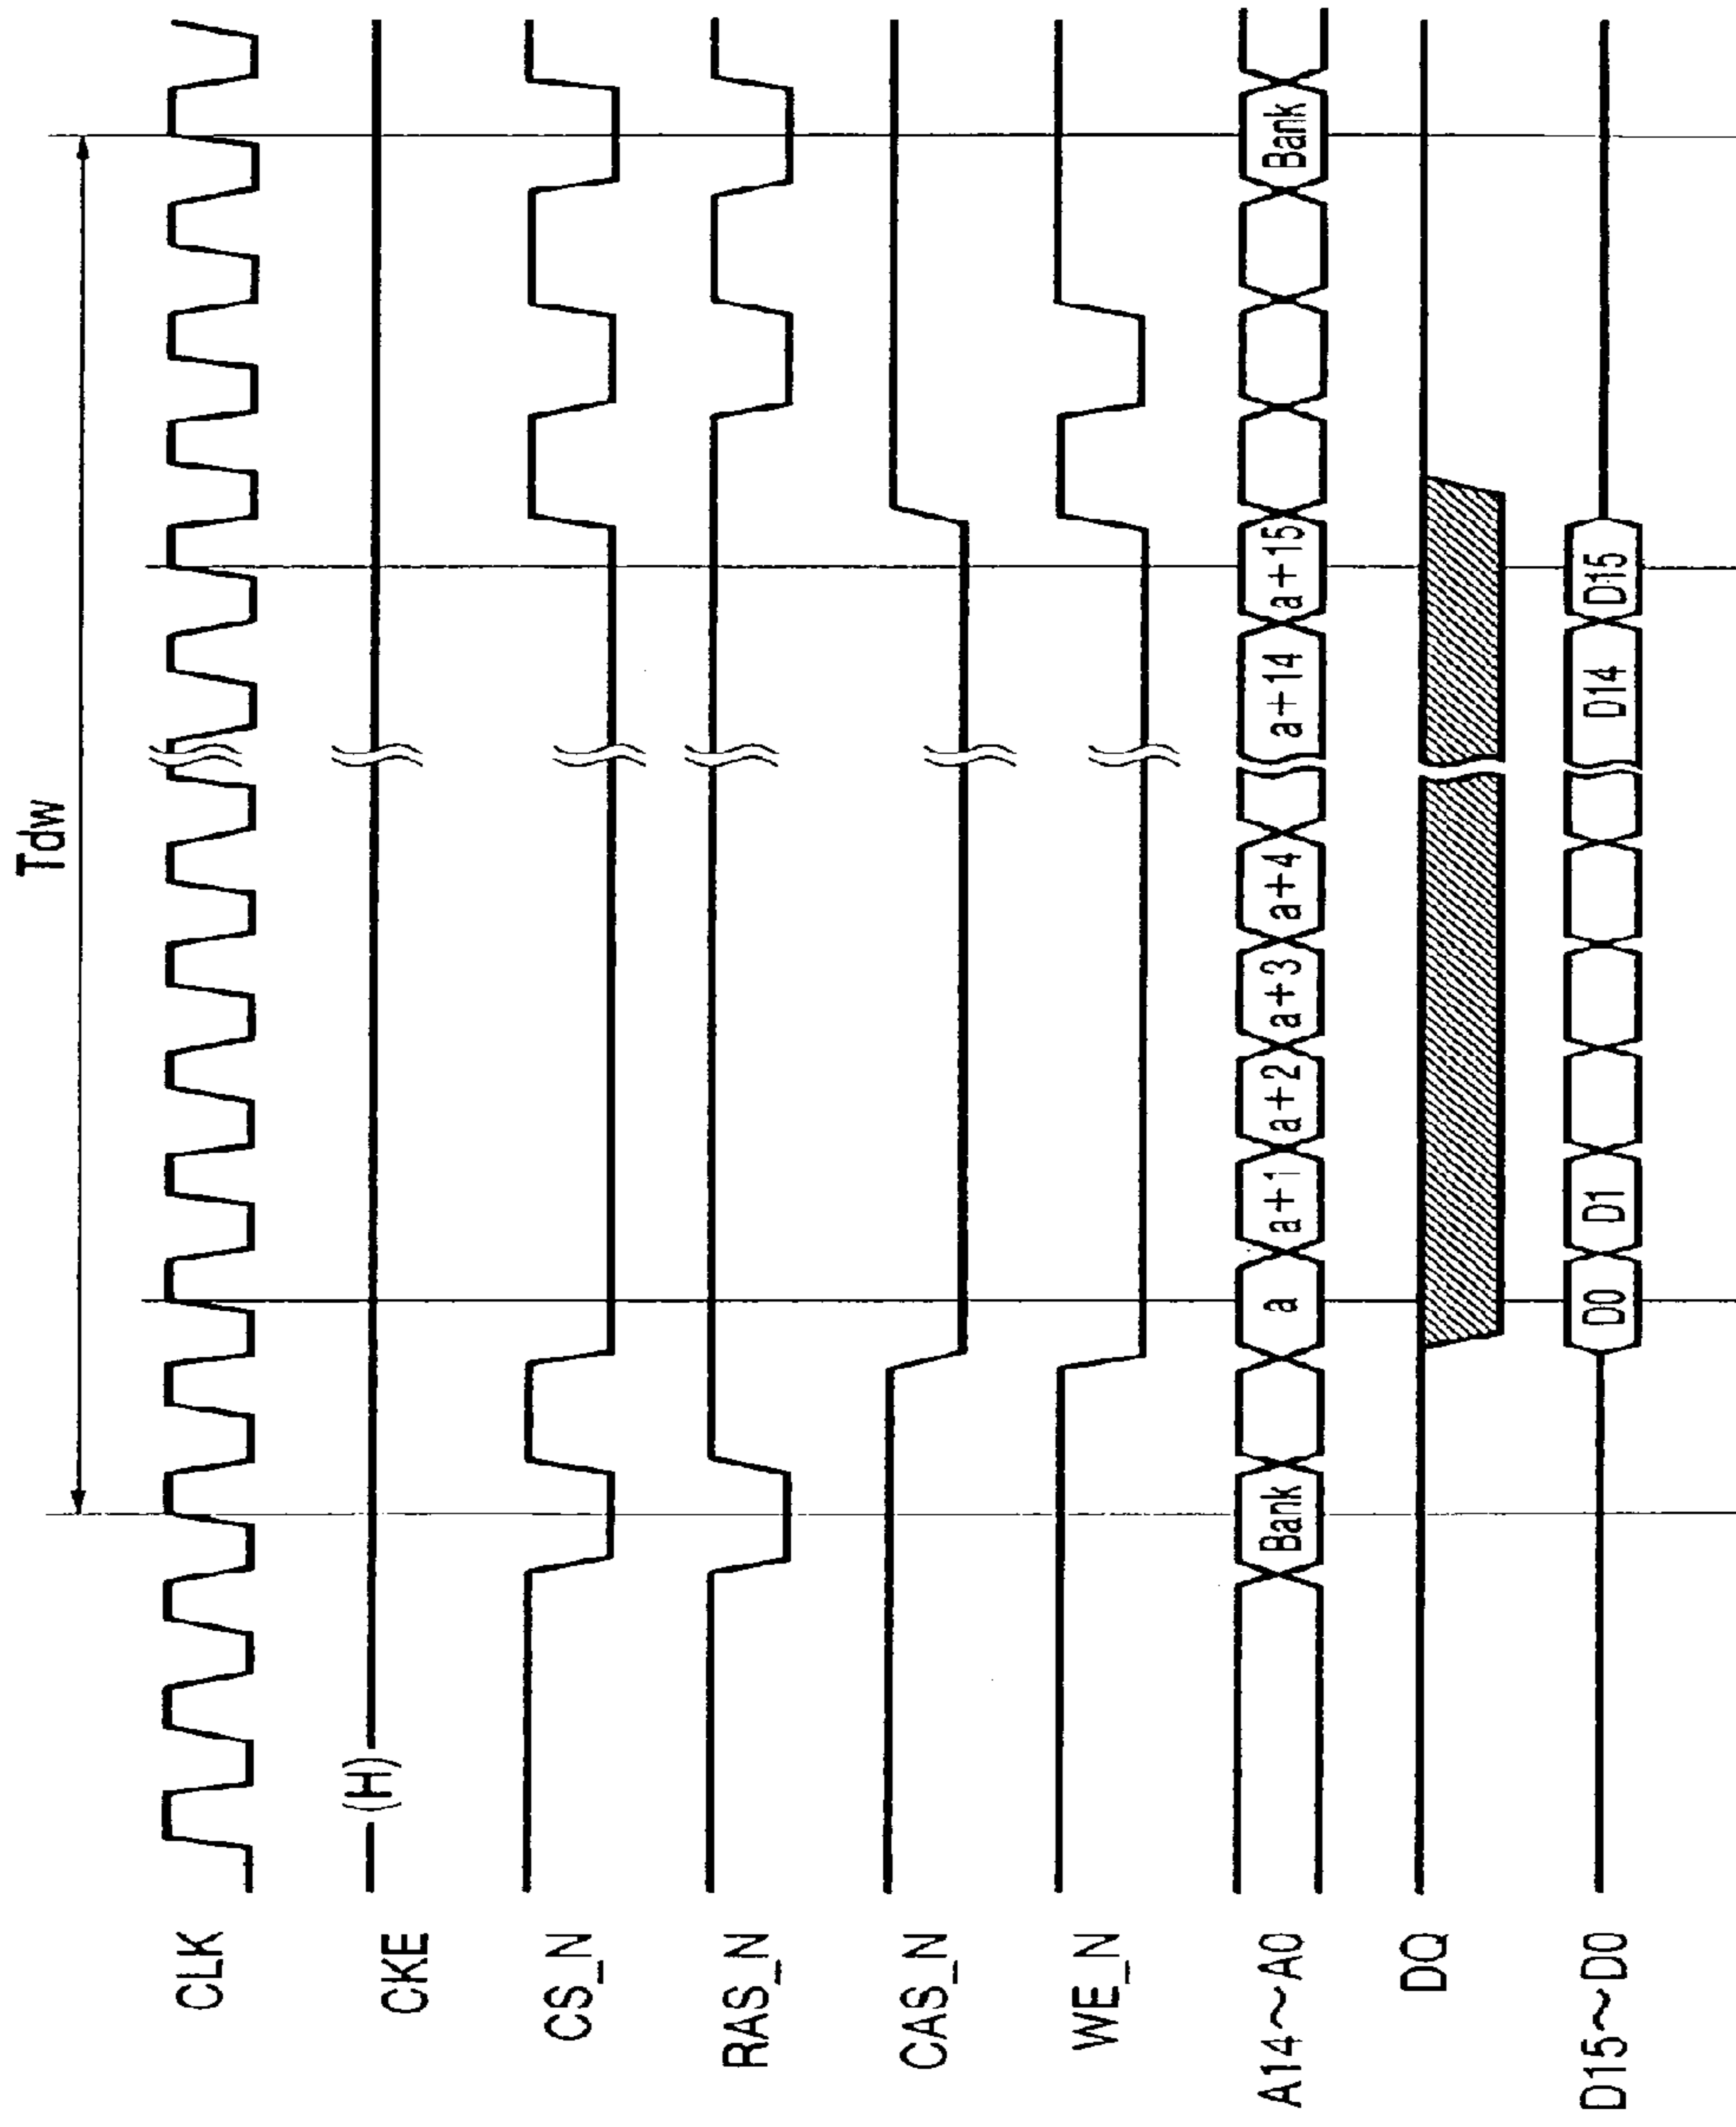 Tdw
CLK
CKE (H)
CS_N
RAS_N
CAS_N
WE_N
A14~A0 Bank a a+1 a+2 a+3 a+4 a+14 a+15 Bank
DQ
D15~D0 D0 D1 D14 D15